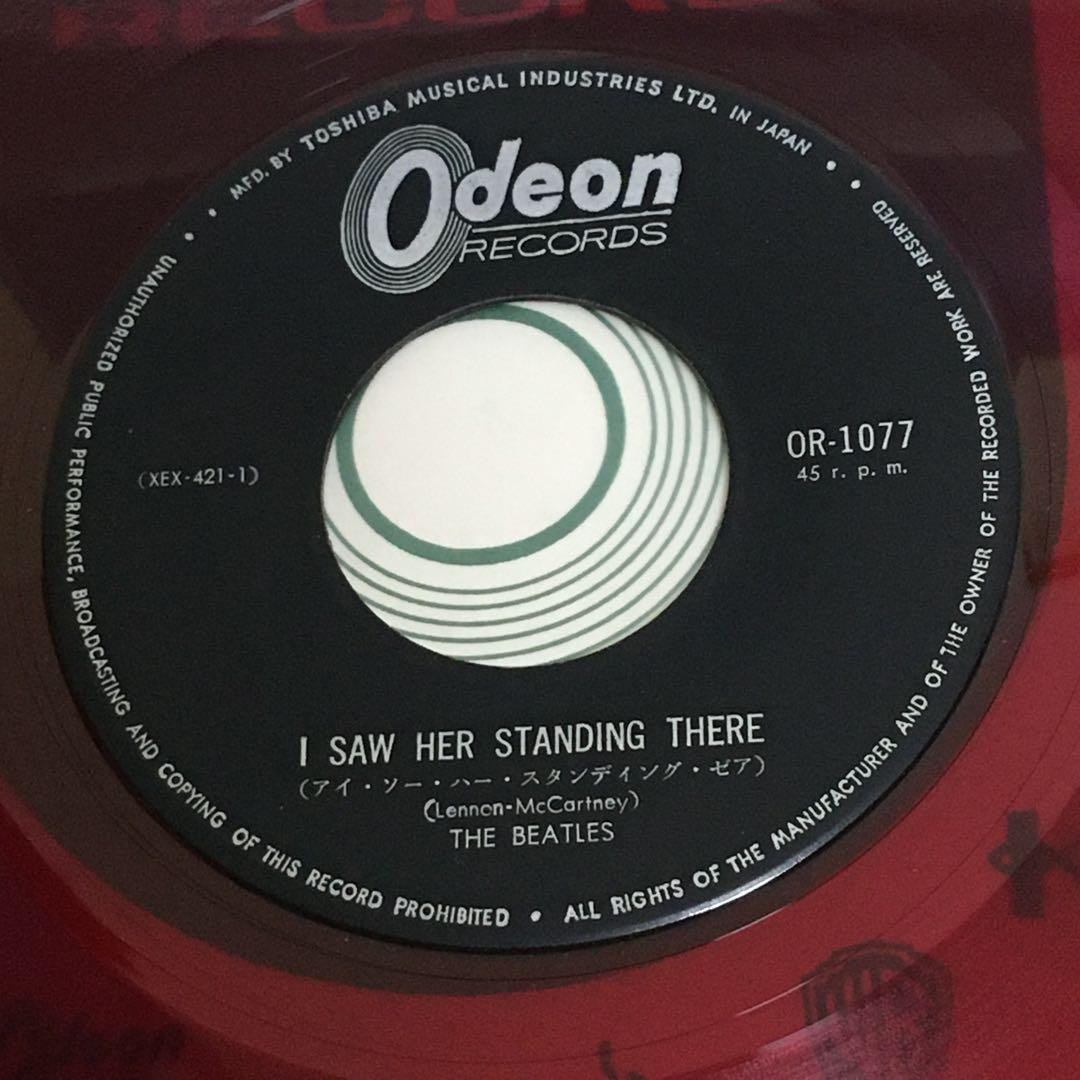 MFD. BY TOSHIBA MUSICAL INDUSTRIES LTD. IN JAPAN
Odeon
RECORDS
OR-1077
45 r. p. m.
(XEX-421-1)
I SAW HER STANDING THERE
(アイ・ソー・ハー・スタンディング・ゼア)
(Lennon-McCartney)
THE BEATLES
UNAUTHORIZED PUBLIC PERFORMANCE, BROADCASTING AND COPYING OF THIS RECORD PROHIBITED • ALL RIGHTS OF THE MANUFACTURER AND OF THE OWNER OF THE RECORDED WORK ARE RESERVED
Odeon